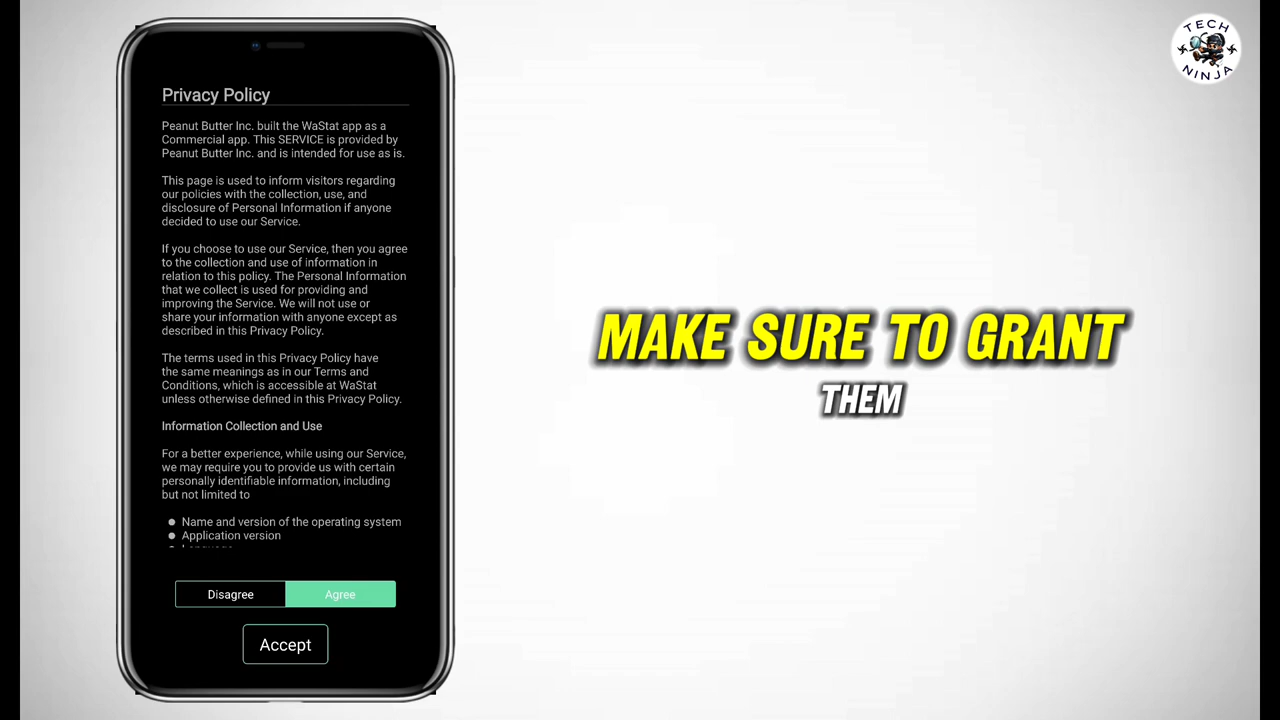 TECH
NINJA
Privacy Policy
Peanut Butter Inc. built the WaStat app as a
Commercial app. This SERVICE is provided by
Peanut Butter Inc. and is intended for use as is.
This page is used to inform visitors regarding
our policies with the collection, use, and
disclosure of Personal Information if anyone
decided to use our Service.
If you choose to use our Service, then you agree
to the collection and use of information in
relation to this policy. The Personal Information
that we collect is used for providing and
improving the Service. We will not use or
share your information with anyone except as
described in this Privacy Policy.
The terms used in this Privacy Policy have
the same meanings as in our Terms and
Conditions, which is accessible at WaStat
unless otherwise defined in this Privacy Policy.
Information Collection and Use
For a better experience, while using our Service,
we may require you to provide us with certain
personally identifiable information, including
but not limited to
Name and version of the operating system
Application version
Disagree
Agree
Accept
MAKE SURE TO GRANT
THEM